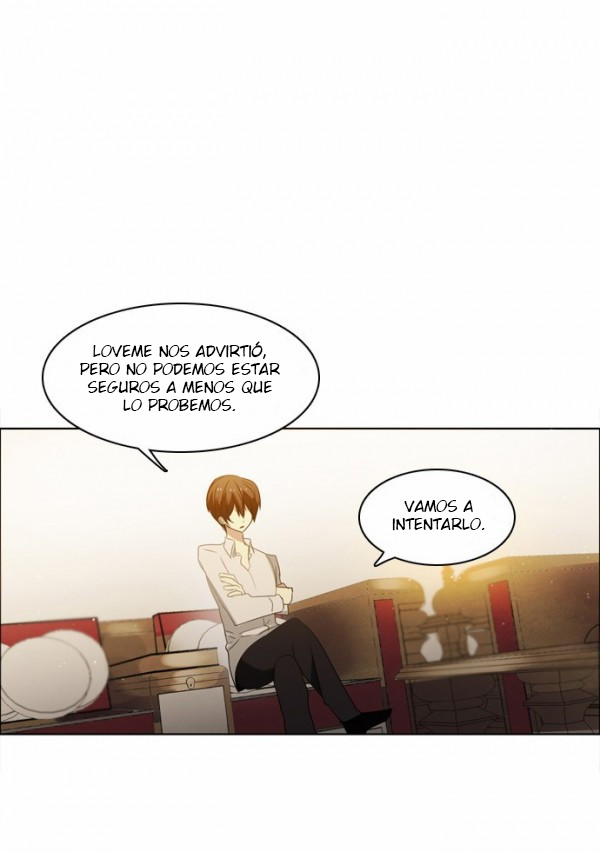 LOVEME NOS ADVIRTIÓ,
PERO NO PODEMOS ESTAR
SEGUROS A MENOS QUE
LO PROBEMOS.
VAMOS A
INTENTARLO.